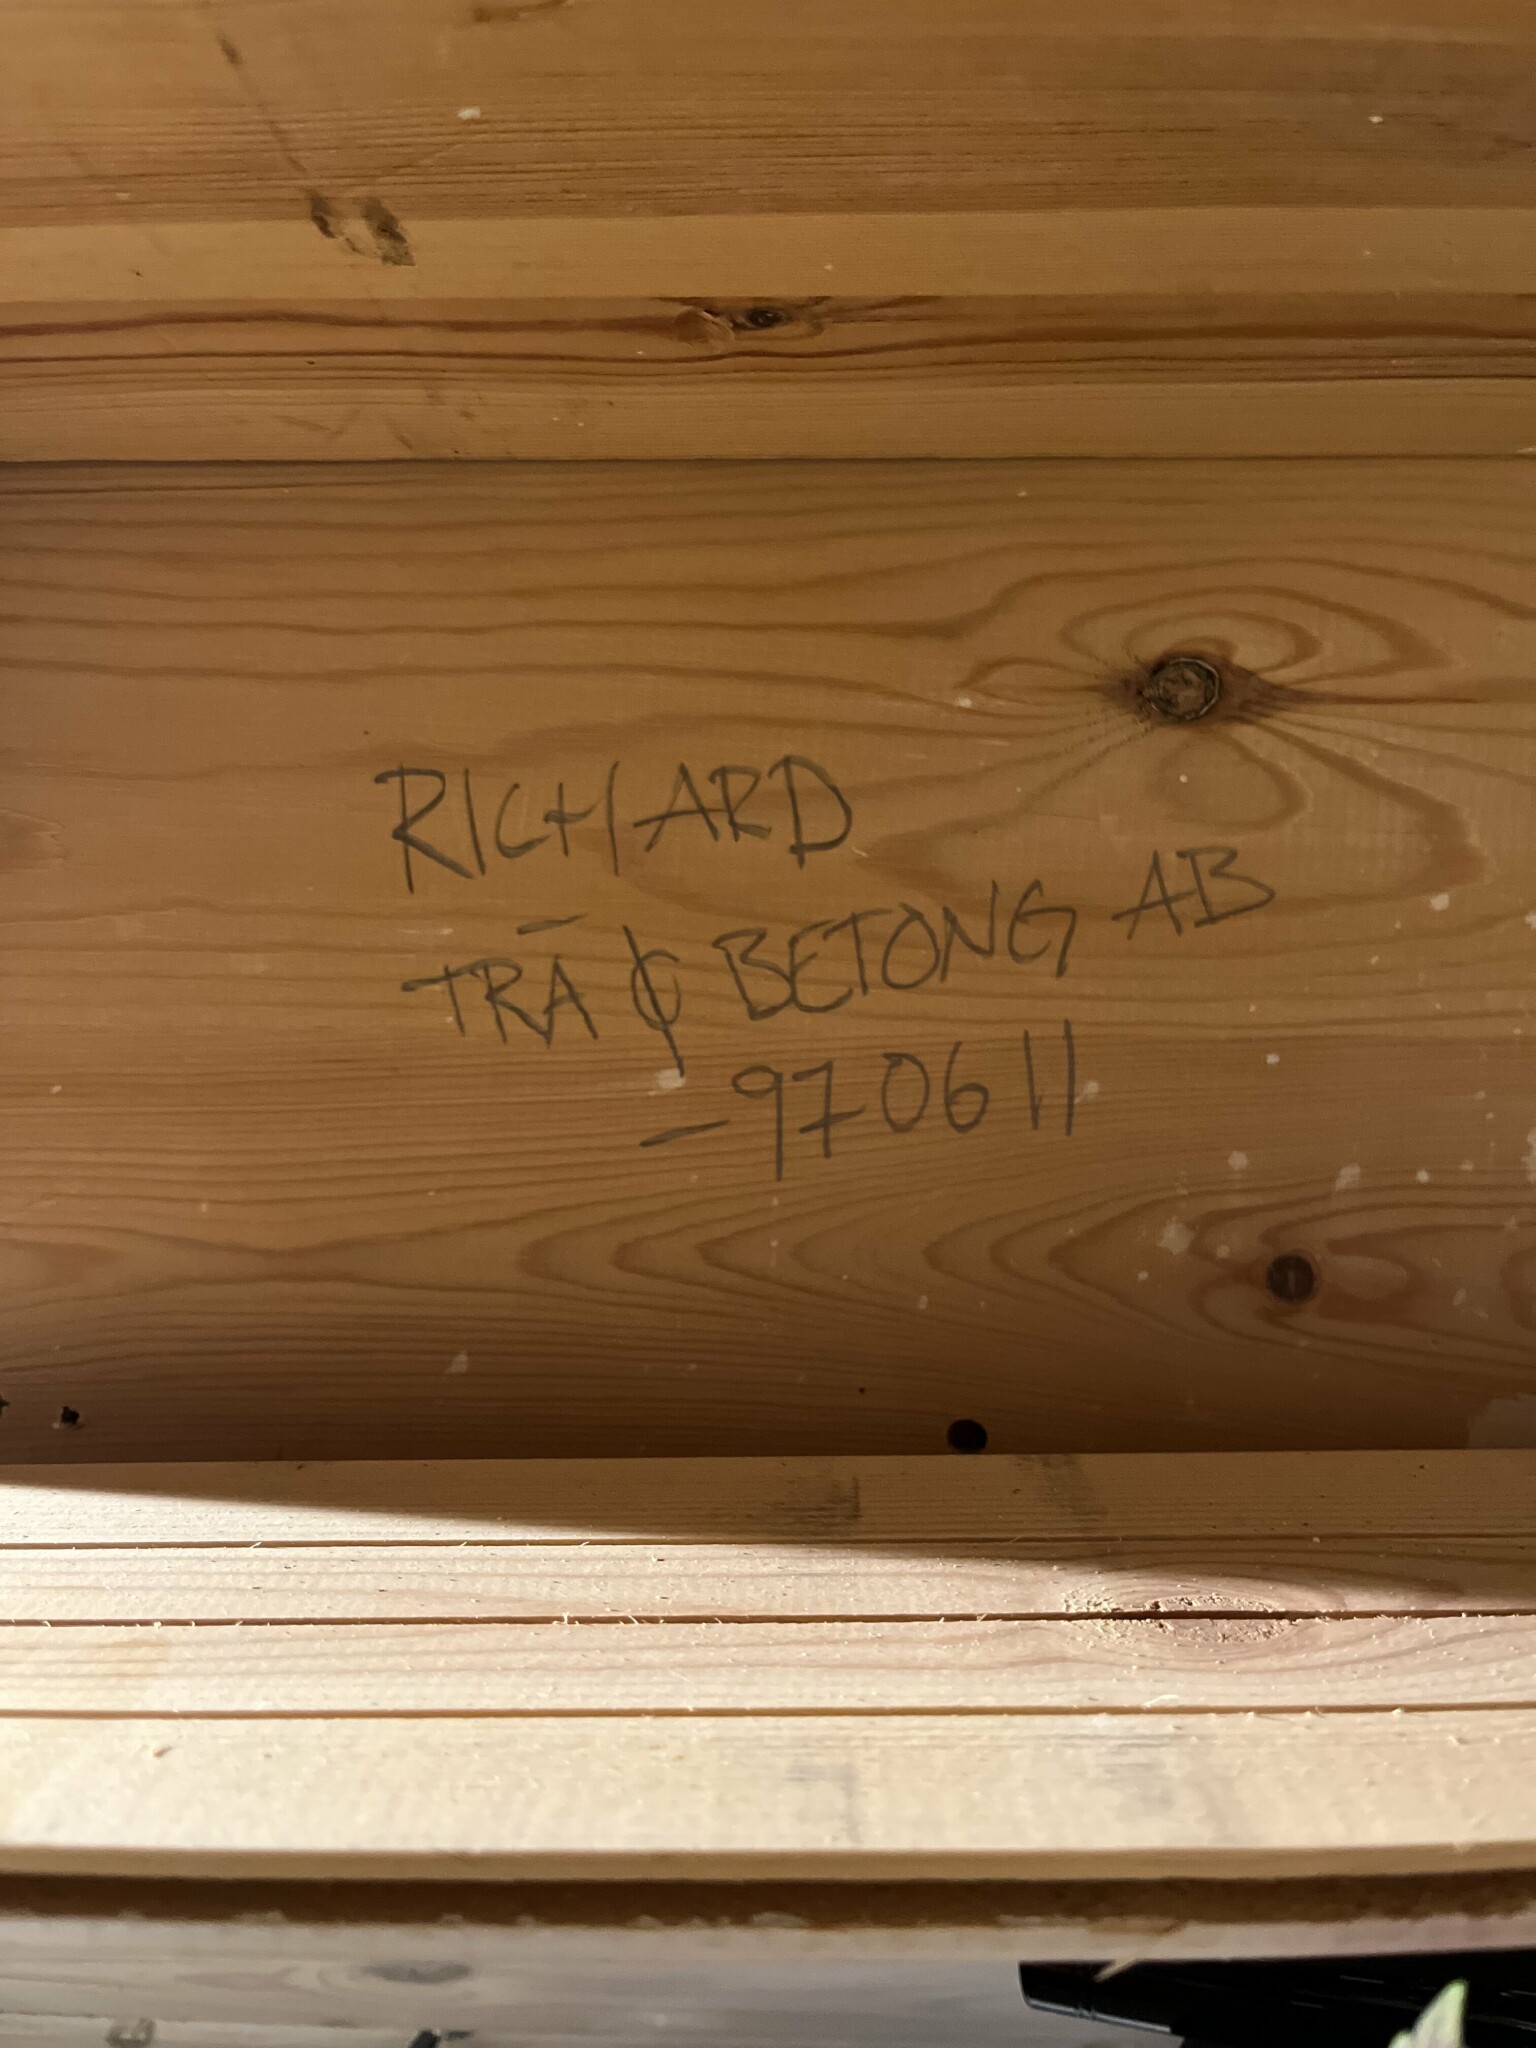 RICHARD
TRÄ & BETONG AB
-970611